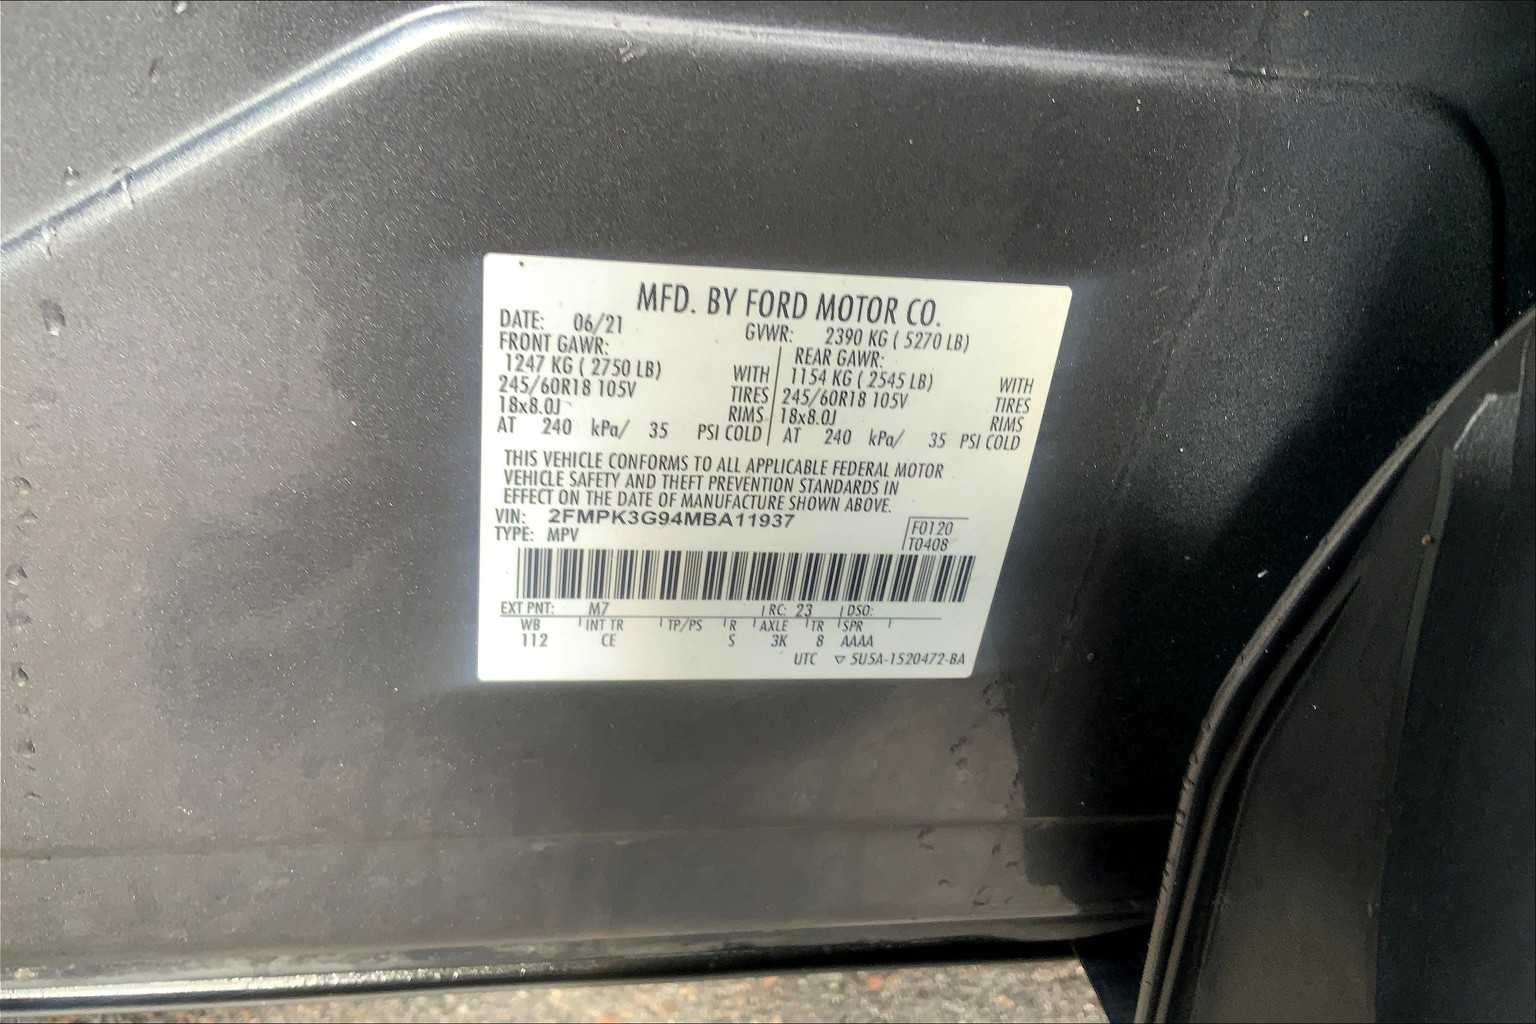 MFD. BY FORD MOTOR CO.
DATE: 06/21 GVWR: 2390 KG ( 5270 LB)
FRONT GAWR: REAR GAWR:
1247 KG ( 2750 LB) WITH 1154 KG ( 2545 LB) WITH
245/60R18 105V TIRES 245/60R18 105V TIRES
18x8.0J RIMS 18x8.0J RIMS
AT 240 kPa/ 35 PSI COLD AT 240 kPa/ 35 PSI COLD
THIS VEHICLE CONFORMS TO ALL APPLICABLE FEDERAL MOTOR
VEHICLE SAFETY AND THEFT PREVENTION STANDARDS IN
EFFECT ON THE DATE OF MANUFACTURE SHOWN ABOVE.
VIN: 2FMPK3G94MBA11937 F0120
TYPE: MPV T0408
EXT PNT: M7 RC: 23 DSO:
WB INT TR TP/PS R AXLE TR SPR
112 CE S 3K 8 AAAA
UTC ▽ 5U5A-1520472-BA